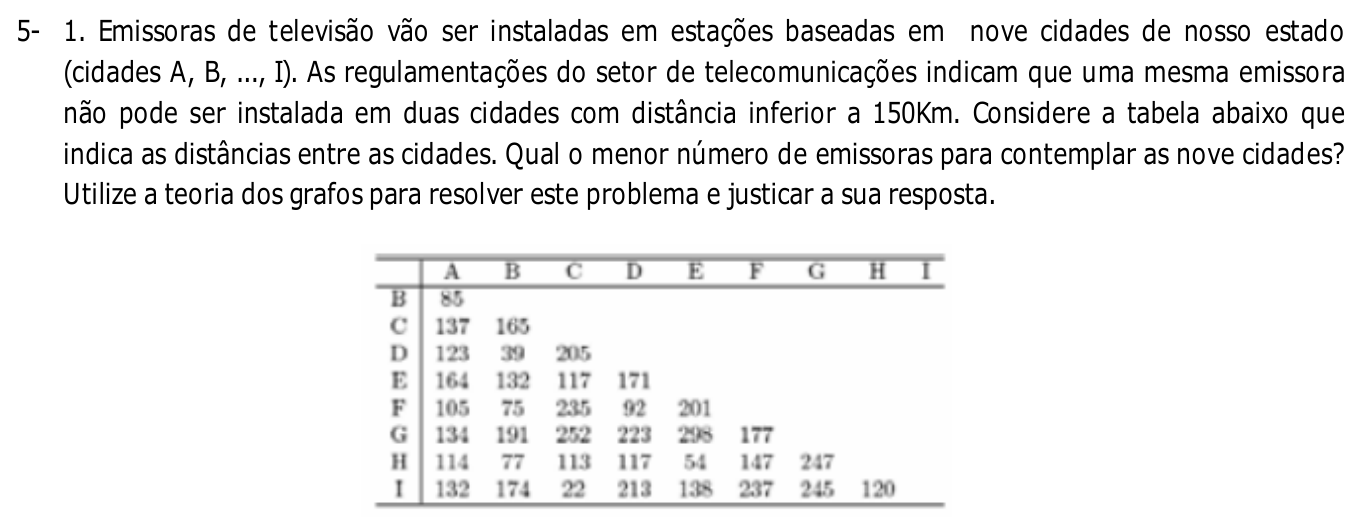 5- 1. Emissoras de televisão vão ser instaladas em estações baseadas em nove cidades de nosso estado
(cidades A, B, ..., I). As regulamentações do setor de telecomunicações indicam que uma mesma emissora
não pode ser instalada em duas cidades com distância inferior a 150Km. Considere a tabela abaixo que
indica as distâncias entre as cidades. Qual o menor número de emissoras para contemplar as nove cidades?
Utilize a teoria dos grafos para resolver este problema e justicar a sua resposta.
A B C D E F G H I
B 85
C 137 165
D 123 39 205
E 164 132 117 171
F 105 75 235 92 201
G 134 191 252 223 298 177
H 114 77 113 117 54 147 247
I 132 174 22 213 138 237 245 120